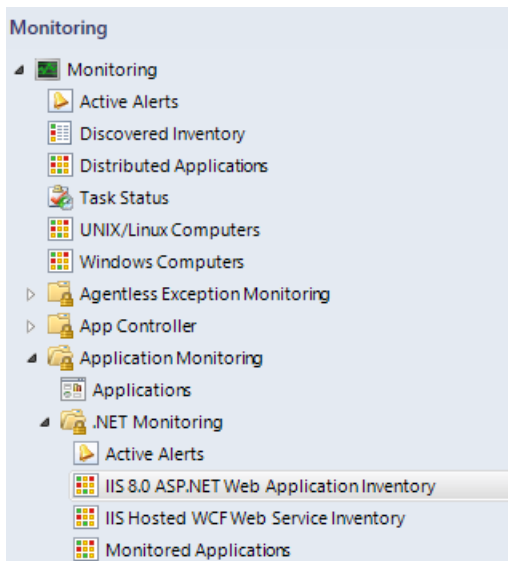 Monitoring
Monitoring
Active Alerts
Discovered Inventory
Distributed Applications
Task Status
UNIX/Linux Computers
Windows Computers
Agentless Exception Monitoring
App Controller
Application Monitoring
Applications
.NET Monitoring
Active Alerts
IIS 8.0 ASP.NET Web Application Inventory
IIS Hosted WCF Web Service Inventory
Monitored Applications